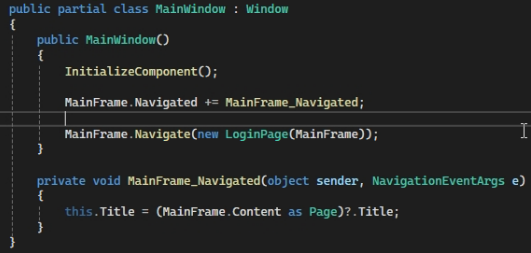 public partial class MainWindow : Window
{
public MainWindow()
{
InitializeComponent();
MainFrame.Navigated += MainFrame_Navigated;
MainFrame.Navigate(new LoginPage(MainFrame));
}
private void MainFrame_Navigated(object sender, NavigationEventArgs e)
{
this.Title = (MainFrame.Content as Page)?.Title;
}
}